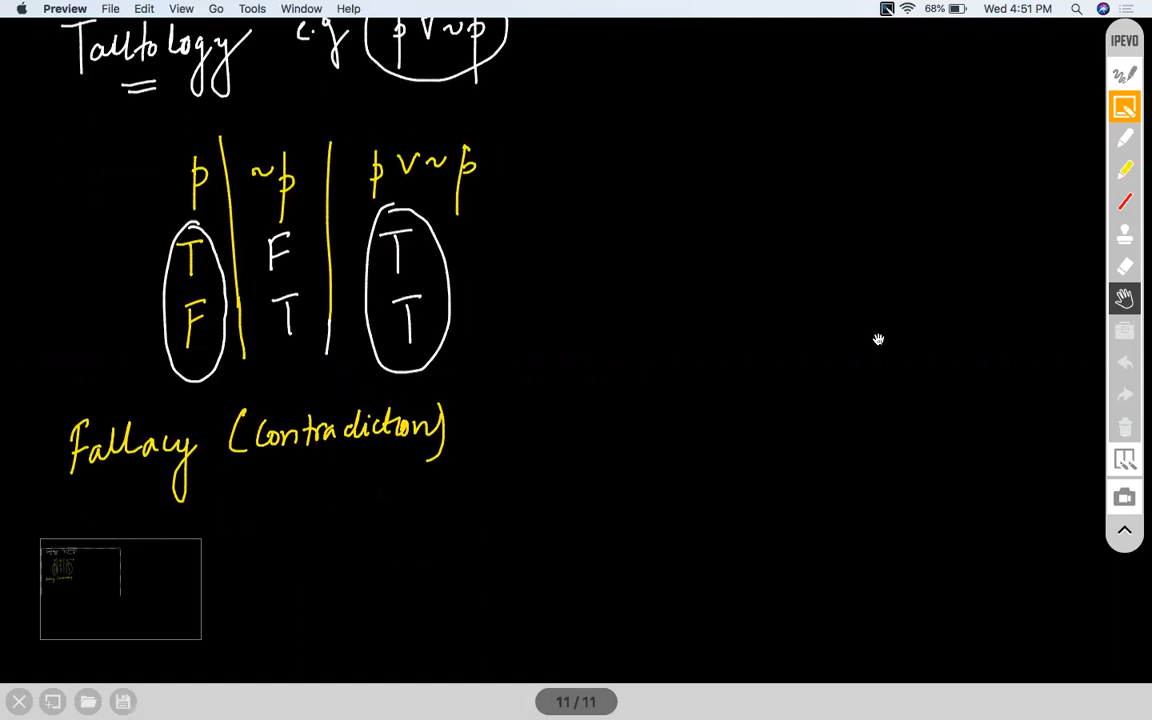 Preview File Edit View Go Tools Window Help 68% Wed 4:51 PM
IPEVO
Tautology e.g p V ~p
p ~p p V ~ p
T F T
F T T
Fallacy (Contradiction)
11 / 11